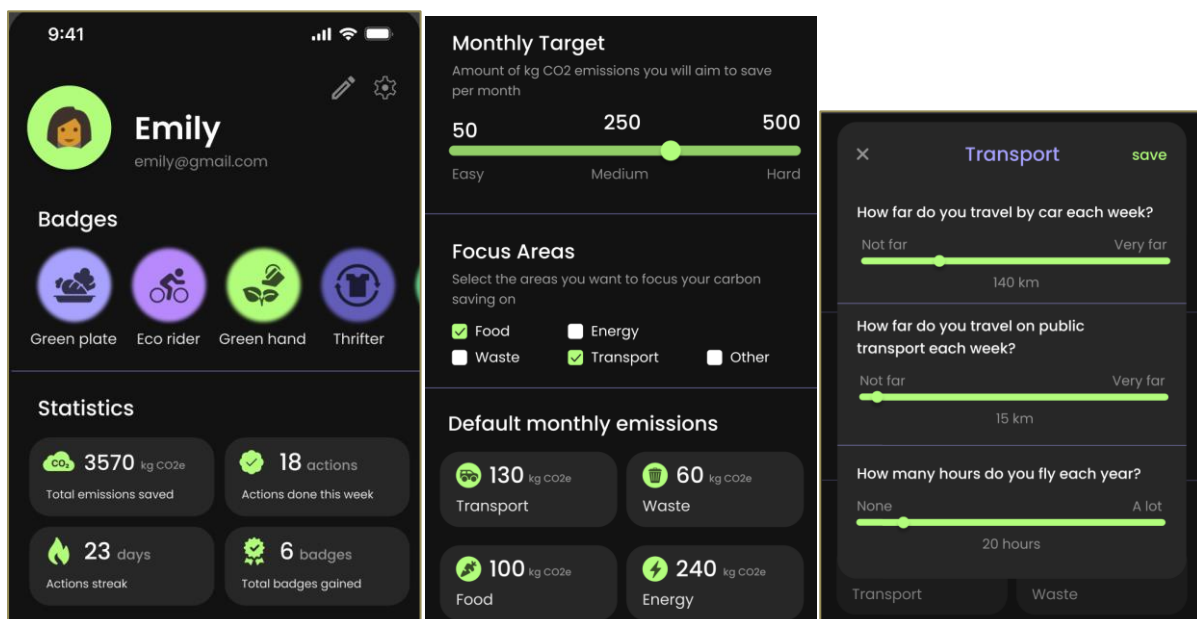 9:41
Emily
emily@gmail.com
Badges
Green plate Eco rider Green hand Thrifter
Statistics
CO₂ 3570 kg CO2e
Total emissions saved
18 actions
Actions done this week
23 days
Actions streak
6 badges
Total badges gained
Monthly Target
Amount of kg CO2 emissions you will aim to save
per month
50 250 500
Easy Medium Hard
Focus Areas
Select the areas you want to focus your carbon
saving on
Food Energy
Waste Transport Other
Default monthly emissions
130 kg CO2e
Transport
60 kg CO2e
Waste
100 kg CO2e
Food
240 kg CO2e
Energy
Transport save
How far do you travel by car each week?
Not far Very far
140 km
How far do you travel on public
transport each week?
Not far Very far
15 km
How many hours do you fly each year?
None A lot
20 hours
Transport Waste